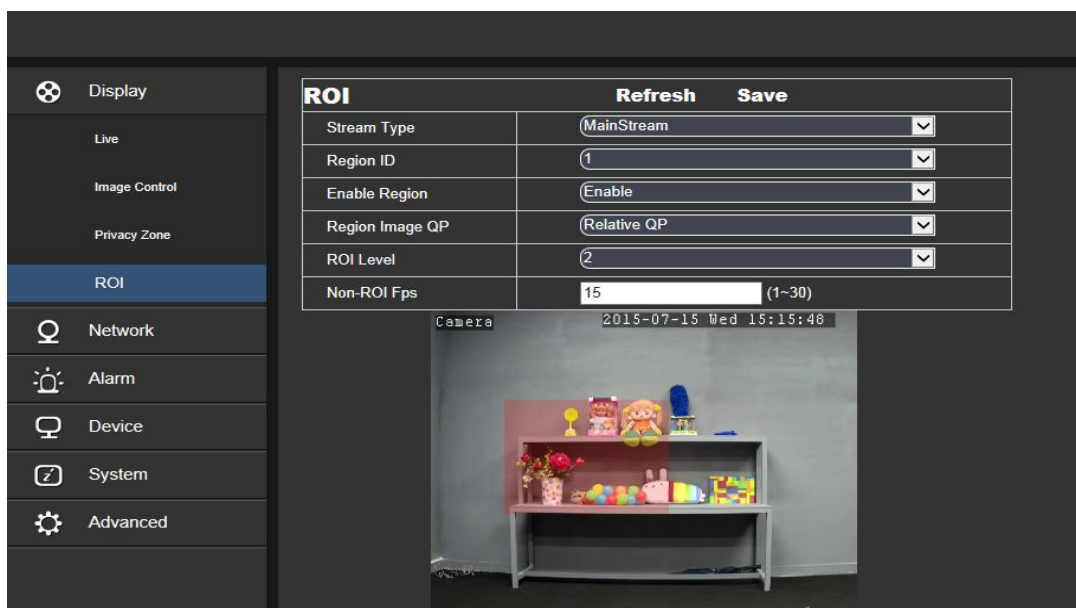 Display
Live
Image Control
Privacy Zone
ROI
Network
Alarm
Device
System
Advanced
ROI Refresh Save
Stream Type MainStream
Region ID 1
Enable Region Enable
Region Image QP Relative QP
ROI Level 2
Non-ROI Fps 15 (1~30)
Camera 2015-07-15 Wed 15:15:48